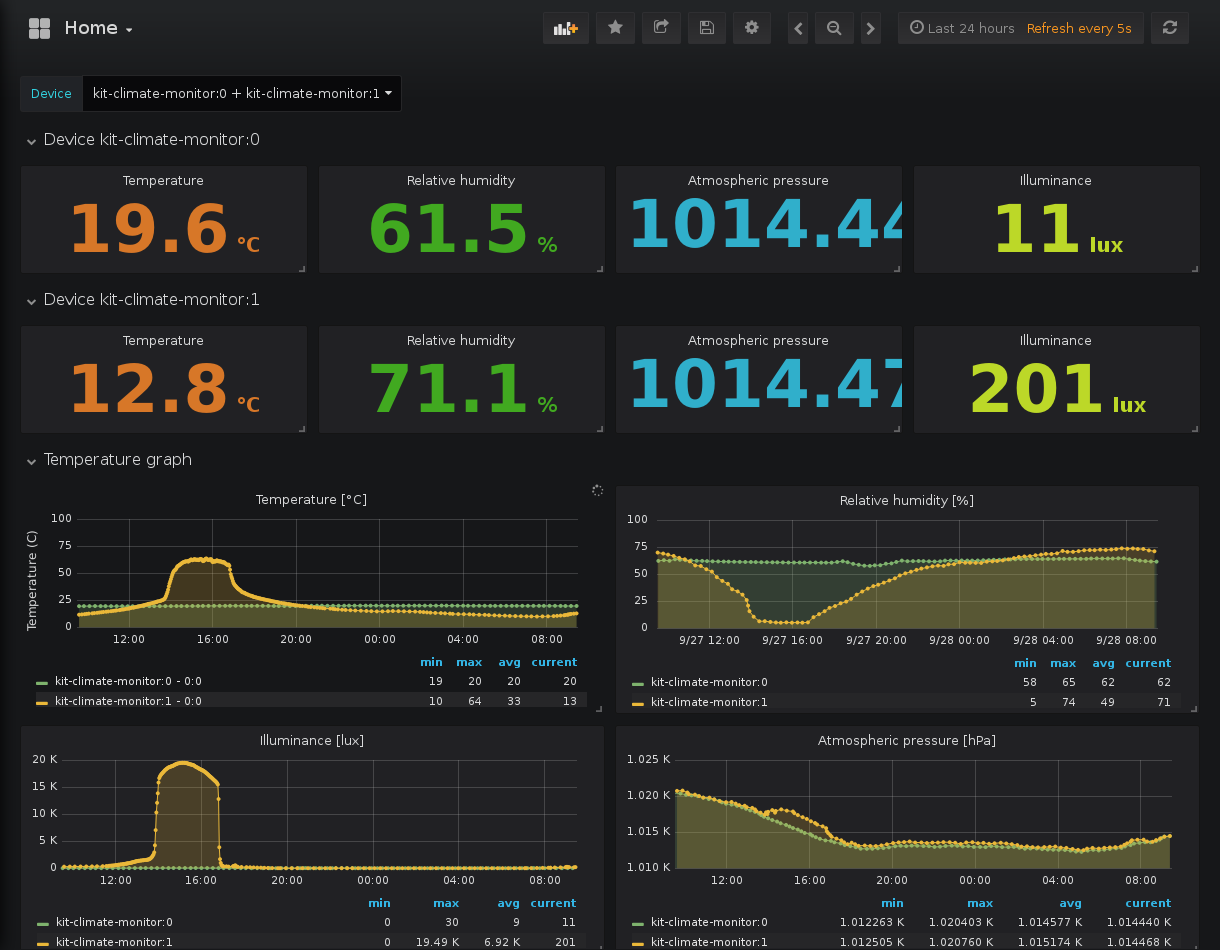 Home
Last 24 hours Refresh every 5s
Device kit-climate-monitor:0 + kit-climate-monitor:1
Device kit-climate-monitor:0
Temperature Relative humidity Atmospheric pressure Illuminance
19.6 °C 61.5 % 1014.44 11 lux
Device kit-climate-monitor:1
Temperature Relative humidity Atmospheric pressure Illuminance
12.8 °C 71.1 % 1014.47 201 lux
Temperature graph
Temperature [°C]
Temperature (C)
100
75
50
25
0
12:00 16:00 20:00 00:00 04:00 08:00
min max avg current
kit-climate-monitor:0 - 0:0 19 20 20 20
kit-climate-monitor:1 - 0:0 10 64 33 13
Relative humidity [%]
100
75
50
25
0
9/27 12:00 9/27 16:00 9/27 20:00 9/28 00:00 9/28 04:00 9/28 08:00
min max avg current
kit-climate-monitor:0 58 65 62 62
kit-climate-monitor:1 5 74 49 71
Illuminance [lux]
20 K
15 K
10 K
5 K
0
12:00 16:00 20:00 00:00 04:00 08:00
min max avg current
kit-climate-monitor:0 0 30 9 11
kit-climate-monitor:1 0 19.49 K 6.92 K 201
Atmospheric pressure [hPa]
1.025 K
1.020 K
1.015 K
1.010 K
12:00 16:00 20:00 00:00 04:00 08:00
min max avg current
kit-climate-monitor:0 1.012263 K 1.020403 K 1.014577 K 1.014440 K
kit-climate-monitor:1 1.012505 K 1.020760 K 1.015174 K 1.014468 K